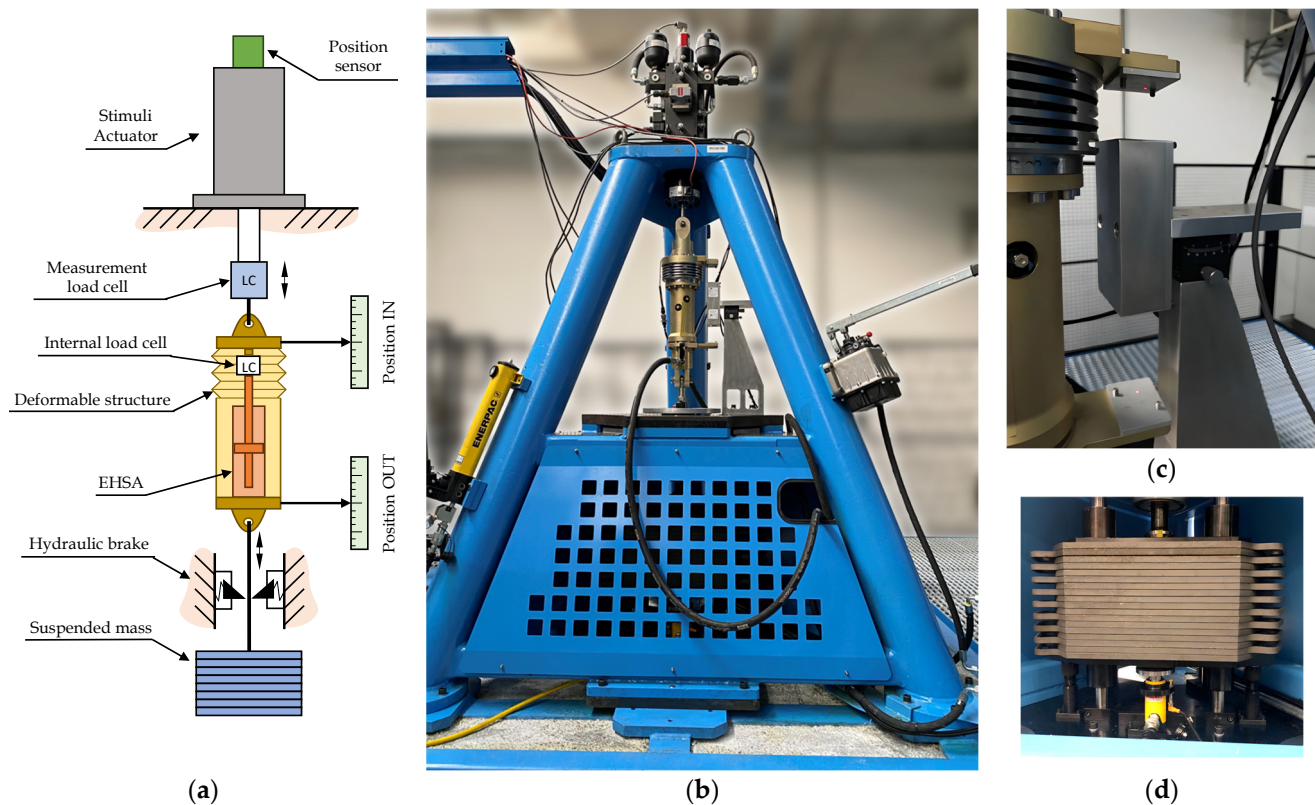 Position
sensor
Stimuli
Actuator
Measurement
load cell
LC
Position IN
Internal load cell
LC
Deformable structure
EHSA
Position OUT
Hydraulic brake
Suspended mass
ENERPAC
(a)
(b)
(c)
(d)